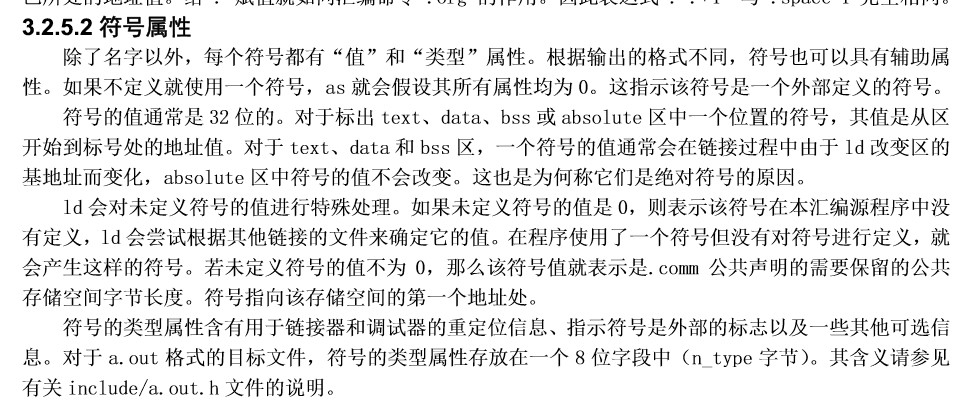 3.2.5.2 符号属性
除了名字以外，每个符号都有“值”和“类型”属性。根据输出的格式不同，符号也可以具有辅助属
性。如果不定义就使用一个符号，as 就会假设其所有属性均为 0。这指示该符号是一个外部定义的符号。
符号的值通常是 32 位的。对于标出 text、data、bss 或 absolute 区中一个位置的符号，其值是从区
开始到标号处的地址值。对于 text、data 和 bss 区，一个符号的值通常会在链接过程中由于 ld 改变区的
基地址而变化，absolute 区中符号的值不会改变。这也是为何称它们是绝对符号的原因。
ld 会对未定义符号的值进行特殊处理。如果未定义符号的值是 0，则表示该符号在本汇编源程序中没
有定义，ld 会尝试根据其他链接的文件来确定它的值。在程序使用了一个符号但没有对符号进行定义，就
会产生这样的符号。若未定义符号的值不为 0，那么该符号值就表示是.comm 公共声明的需要保留的公共
存储空间字节长度。符号指向该存储空间的第一个地址处。
符号的类型属性含有用于链接器和调试器的重定位信息、指示符号是外部的标志以及一些其他可选信
息。对于 a.out 格式的目标文件，符号的类型属性存放在一个 8 位字段中（n_type 字节）。其含义请参见
有关 include/a.out.h 文件的说明。